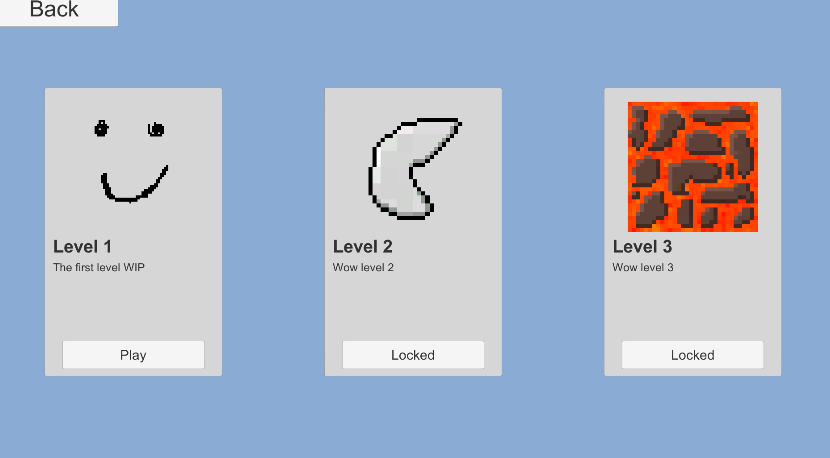 Back
Level 1
The first level WIP
Play
Level 2
Wow level 2
Locked
Level 3
Wow level 3
Locked